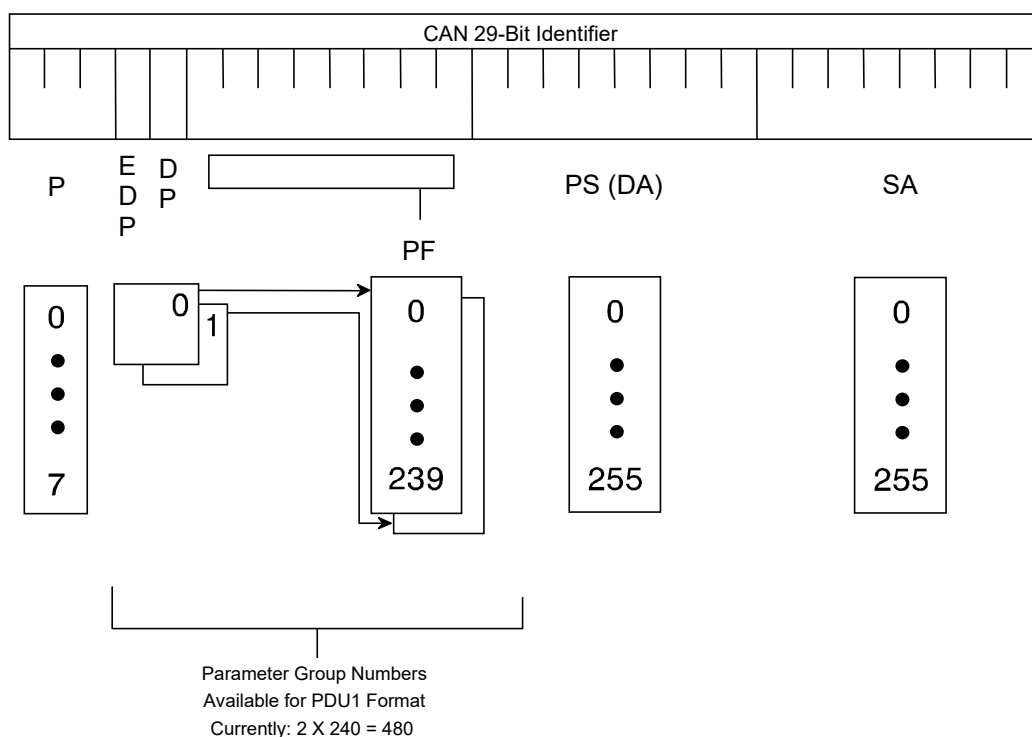 CAN 29-Bit Identifier
P
E
D
P
D
P
PS (DA)
SA
PF
0
7
0
1
0
239
0
255
0
255
Parameter Group Numbers
Available for PDU1 Format
Currently: 2 X 240 = 480